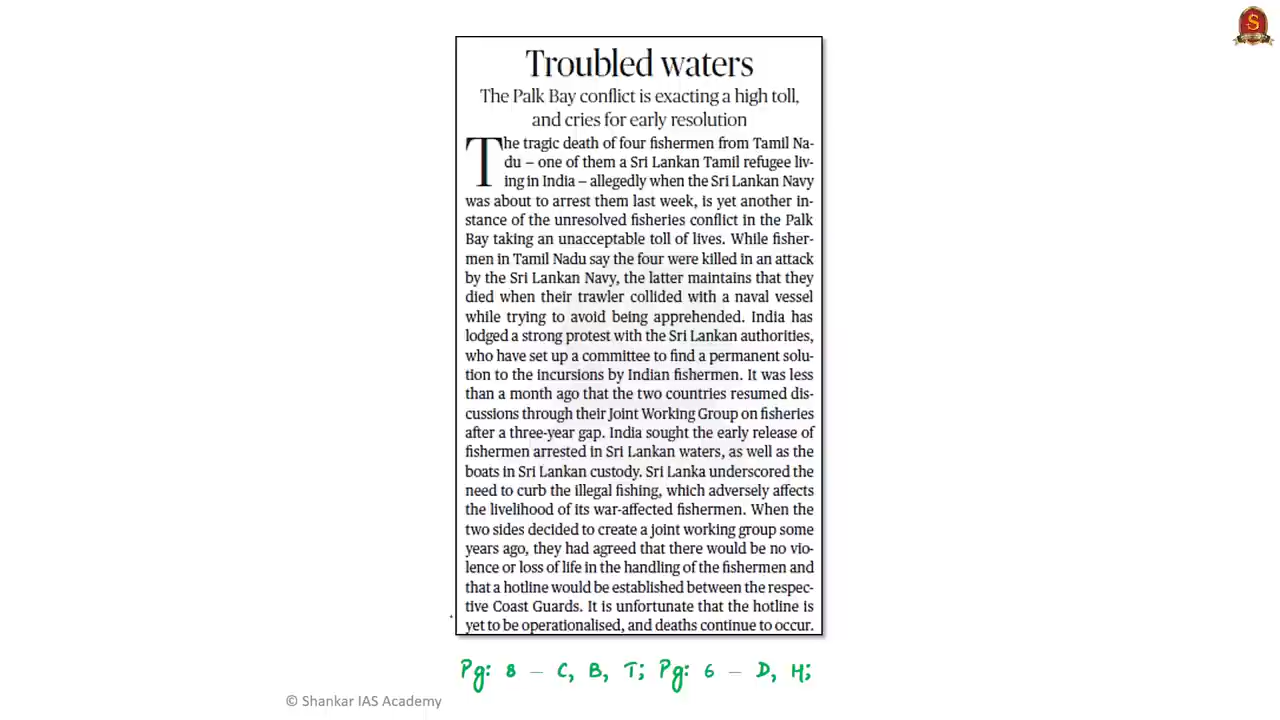 Troubled waters
The Palk Bay conflict is exacting a high toll,
and cries for early resolution
The tragic death of four fishermen from Tamil Na-
du – one of them a Sri Lankan Tamil refugee liv-
ing in India – allegedly when the Sri Lankan Navy
was about to arrest them last week, is yet another in-
stance of the unresolved fisheries conflict in the Palk
Bay taking an unacceptable toll of lives. While fisher-
men in Tamil Nadu say the four were killed in an attack
by the Sri Lankan Navy, the latter maintains that they
died when their trawler collided with a naval vessel
while trying to avoid being apprehended. India has
lodged a strong protest with the Sri Lankan authorities,
who have set up a committee to find a permanent solu-
tion to the incursions by Indian fishermen. It was less
than a month ago that the two countries resumed dis-
cussions through their Joint Working Group on fisheries
after a three-year gap. India sought the early release of
fishermen arrested in Sri Lankan waters, as well as the
boats in Sri Lankan custody. Sri Lanka underscored the
need to curb the illegal fishing, which adversely affects
the livelihood of its war-affected fishermen. When the
two sides decided to create a joint working group some
years ago, they had agreed that there would be no vio-
lence or loss of life in the handling of the fishermen and
that a hotline would be established between the respec-
tive Coast Guards. It is unfortunate that the hotline is
yet to be operationalised, and deaths continue to occur.
Pg: 8 – C, B, T; Pg: 6 – D, H;
© Shankar IAS Academy
S